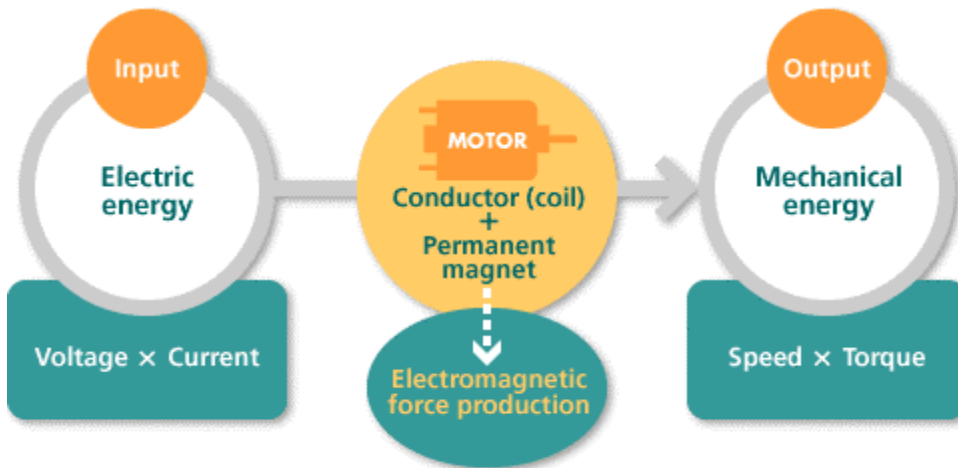 Input
Electric
energy
Voltage × Current
MOTOR
Conductor (coil)
+
Permanent
magnet
Electromagnetic
force production
Output
Mechanical
energy
Speed × Torque